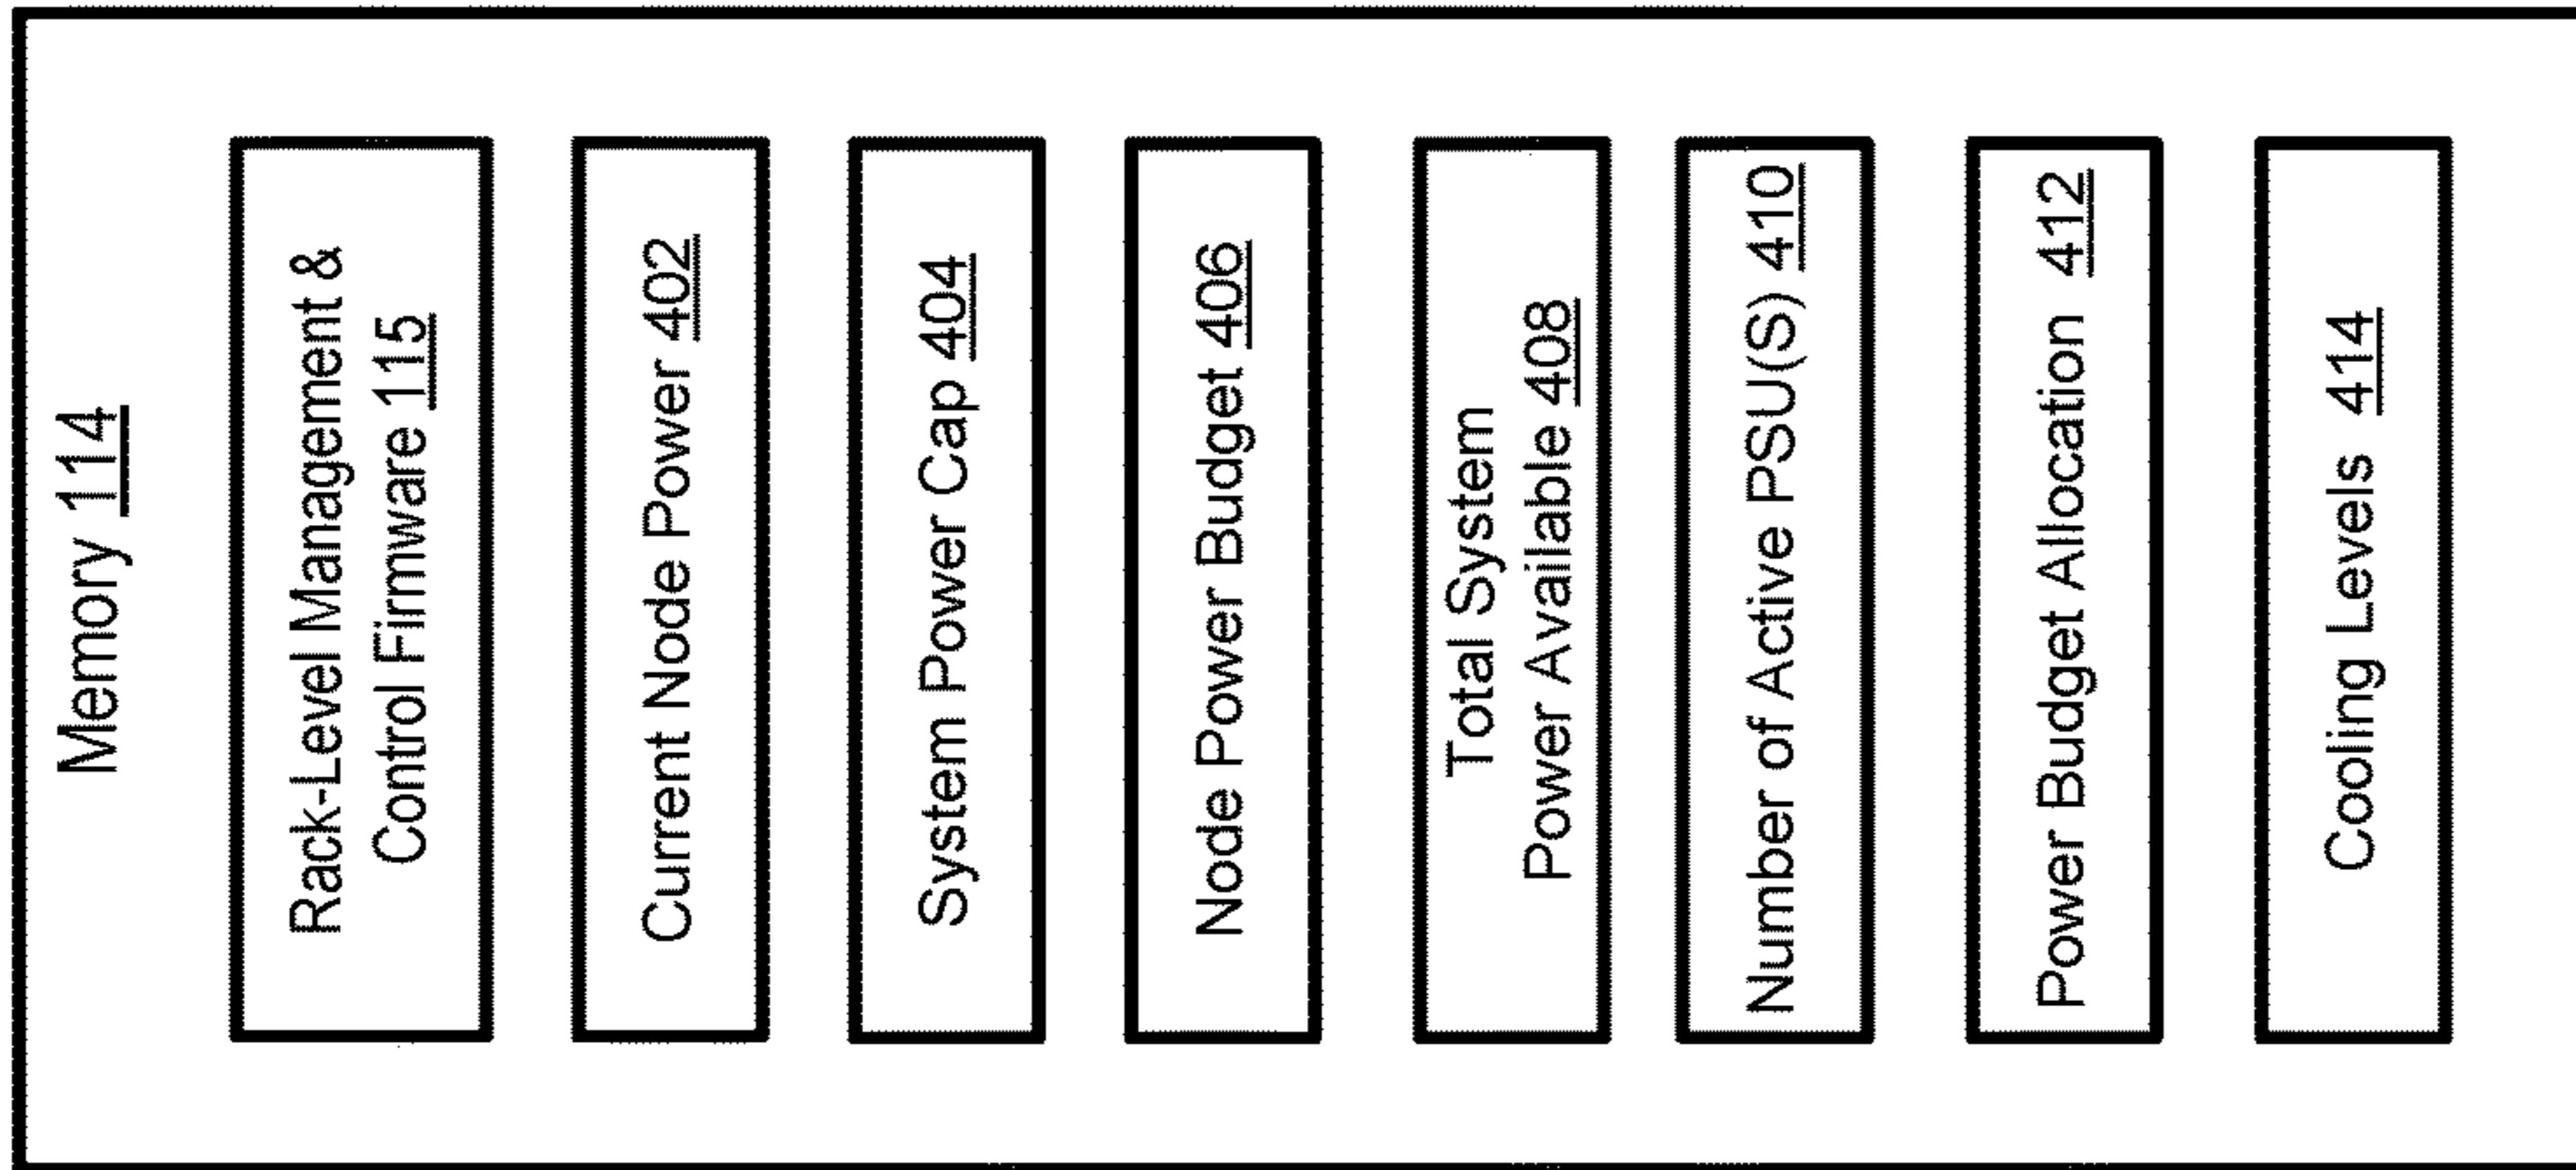 Memory 114
Rack-Level Management &
Control Firmware 115
Current Node Power 402
System Power Cap 404
Node Power Budget 406
Total System
Power Available 408
Number of Active PSU(S) 410
Power Budget Allocation 412
Cooling Levels 414